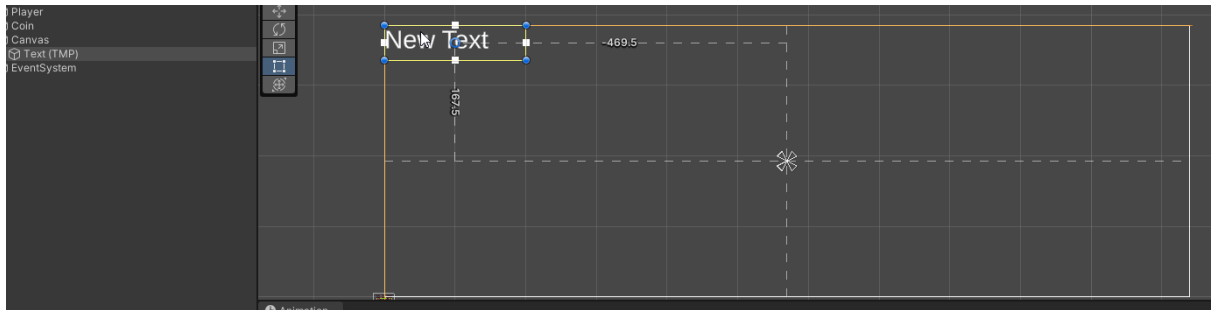 Player
Coin
Canvas
Text (TMP)
EventSystem
New Text
-469.5
167.5
Animation